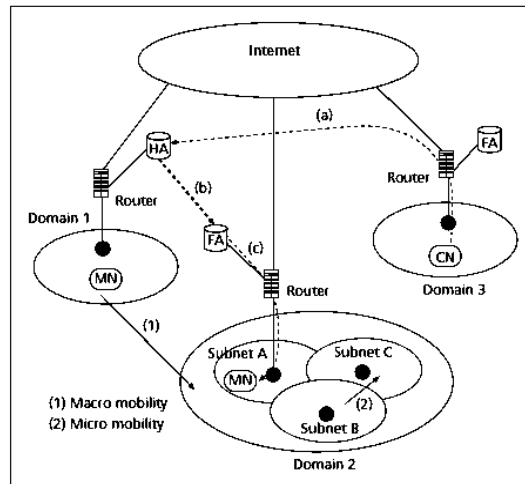 Internet
(a)
HA
FA
(b)
Router
Router
Domain 1
FA
(c)
MN
CN
Router
Domain 3
(1)
Subnet A
Subnet C
MN
(2)
(1) Macro mobility
(2) Micro mobility
Subnet B
Domain 2